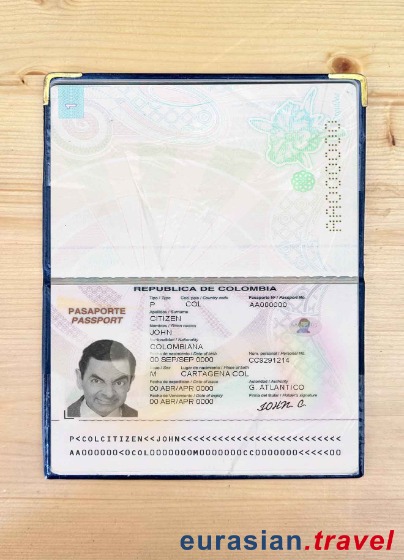 1
AA000000
REPUBLICA DE COLOMBIA
PASAPORTE
PASSPORT
Tipo / Type Cod. país / Country code Pasaporte Nº / Passport No.
P COL AA000000
Apellidos / Surname
CITIZEN
Nombres / Given names
JOHN
Nacionalidad / Nationality
COLOMBIANA
Fecha de nacimiento / Date of birth Num. personal / Personal No.
00 SEP/SEP 0000 CC9291214
Sexo / Sex Lugar de nacimiento / Place of birth
M CARTAGENA COL
Fecha de expedición / Date of issue Autoridad / Authority
00 ABR/APR 0000 G. ATLANTICO
Fecha de vencimiento / Date of expiry Firma del titular / Holder's signature
00 ABR/APR 0000 JOHN C
P<COLCITIZEN<<JOHN<<<<<<<<<<<<<<<<<<<<<<<<<<
eurasian.travel